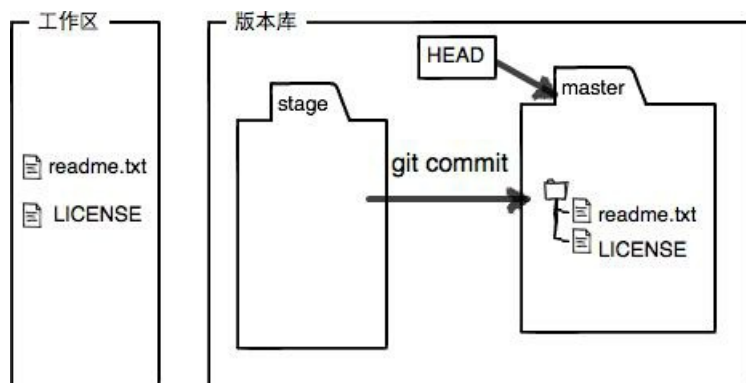 工作区
readme.txt
LICENSE
版本库
HEAD
stage
master
git commit
readme.txt
LICENSE